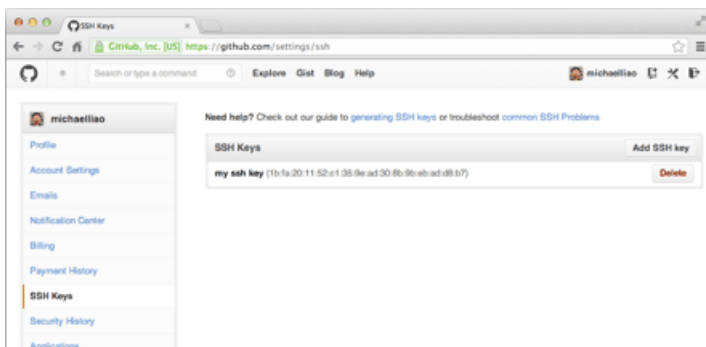 SSH Keys
GitHub, Inc. [US] https://github.com/settings/ssh
Search or type a command Explore Gist Blog Help michaelliao
michaelliao
Need help? Check out our guide to generating SSH keys or troubleshoot common SSH Problems
Profile
SSH Keys Add SSH key
Account Settings
my ssh key (1b:fa:20:11:52:c1:35:9e:ad:30:8b:9b:eb:ad:d8:b7) Delete
Emails
Notification Center
Billing
Payment History
SSH Keys
Security History
Applications